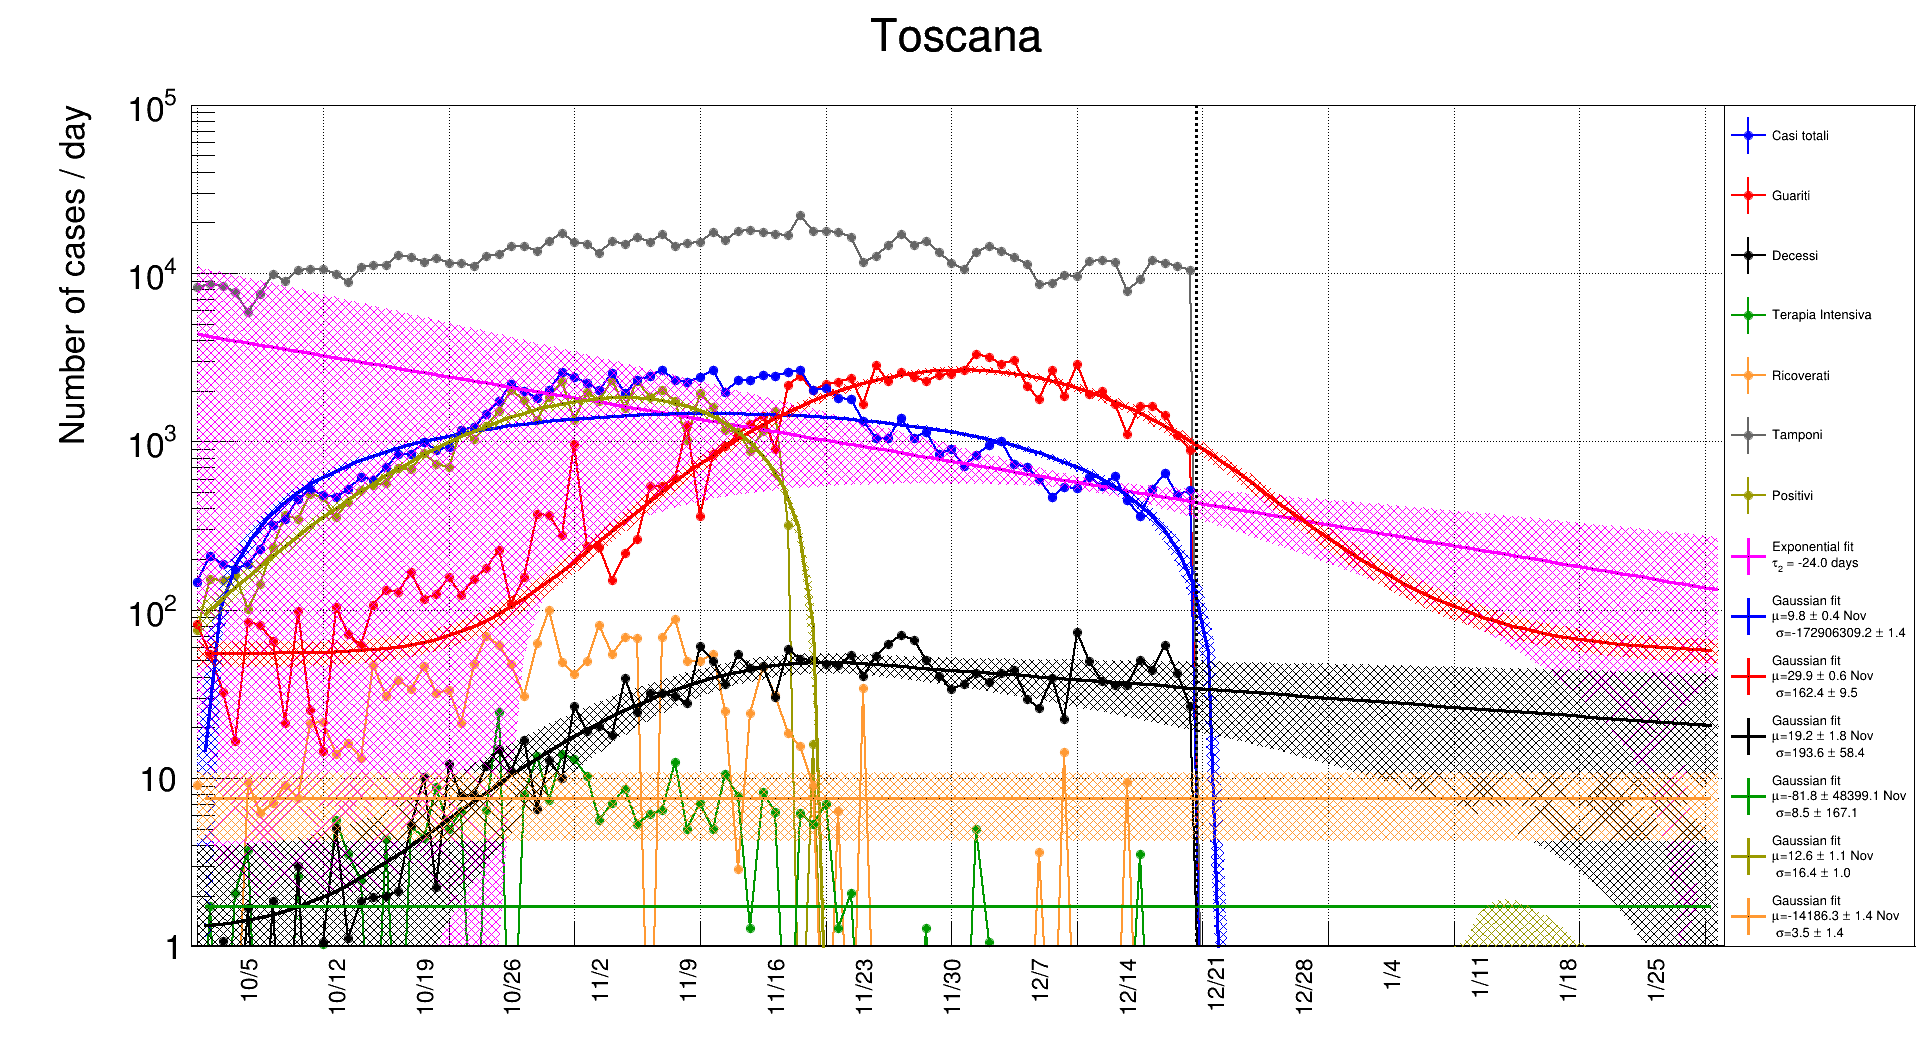 Toscana
Number of cases / day
10^5
10^4
10^3
10^2
10
1
10/5
10/12
10/19
10/26
11/2
11/9
11/16
11/23
11/30
12/7
12/14
12/21
12/28
1/4
1/11
1/18
1/25
Casi totali
Guariti
Decessi
Terapia Intensiva
Ricoverati
Tamponi
Positivi
Exponential fit
τ₂ = -24.0 days
Gaussian fit
μ=9.8 ± 0.4 Nov
σ=-172906309.2 ± 1.4
Gaussian fit
μ=29.9 ± 0.6 Nov
σ=162.4 ± 9.5
Gaussian fit
μ=19.2 ± 1.8 Nov
σ=193.6 ± 58.4
Gaussian fit
μ=-81.8 ± 48399.1 Nov
σ=8.5 ± 167.1
Gaussian fit
μ=12.6 ± 1.1 Nov
σ=16.4 ± 1.0
Gaussian fit
μ=-14186.3 ± 1.4 Nov
σ=3.5 ± 1.4